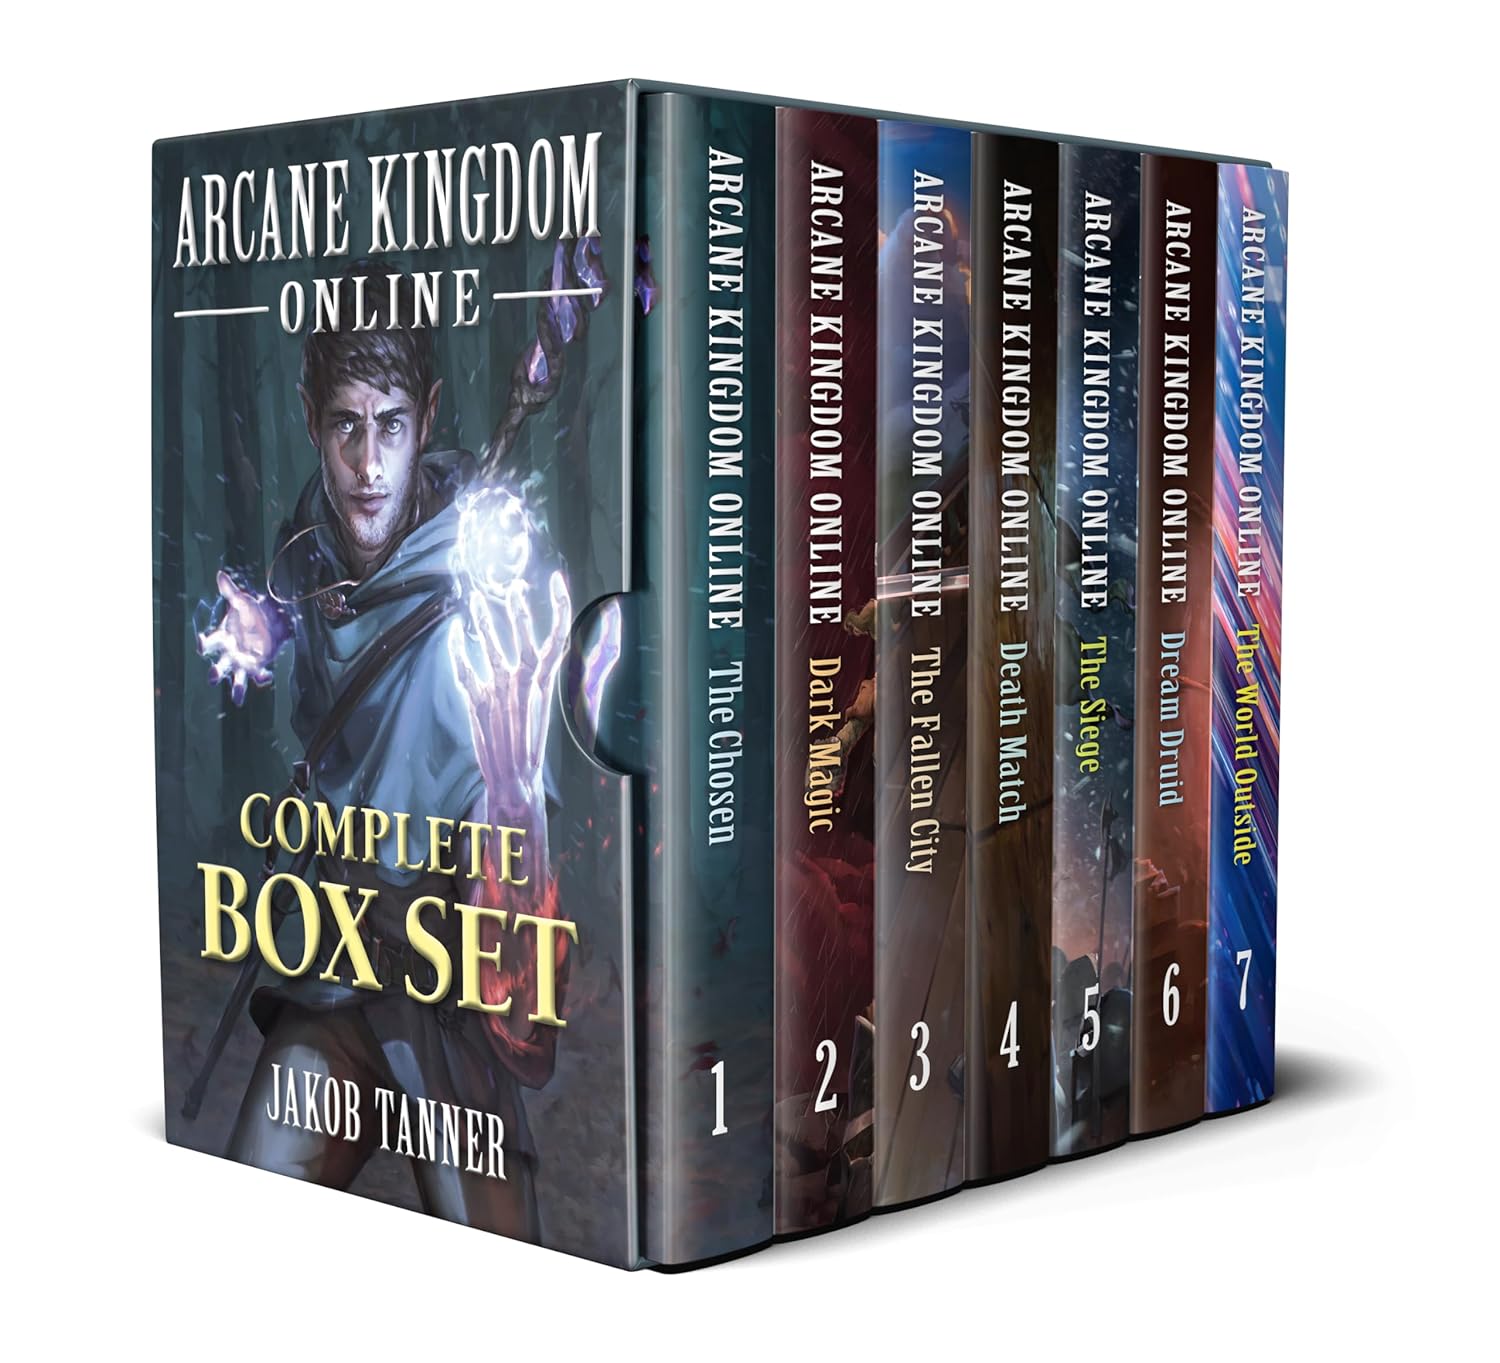 ARCANE KINGDOM
ONLINE
COMPLETE
BOX SET
JAKOB TANNER
ARCANE KINGDOM ONLINE The Chosen 1
ARCANE KINGDOM ONLINE Dark Magic 2
ARCANE KINGDOM ONLINE The Fallen City 3
ARCANE KINGDOM ONLINE Death Match 4
ARCANE KINGDOM ONLINE The Siege 5
ARCANE KINGDOM ONLINE Dream Druid 6
ARCANE KINGDOM ONLINE The World Outside 7